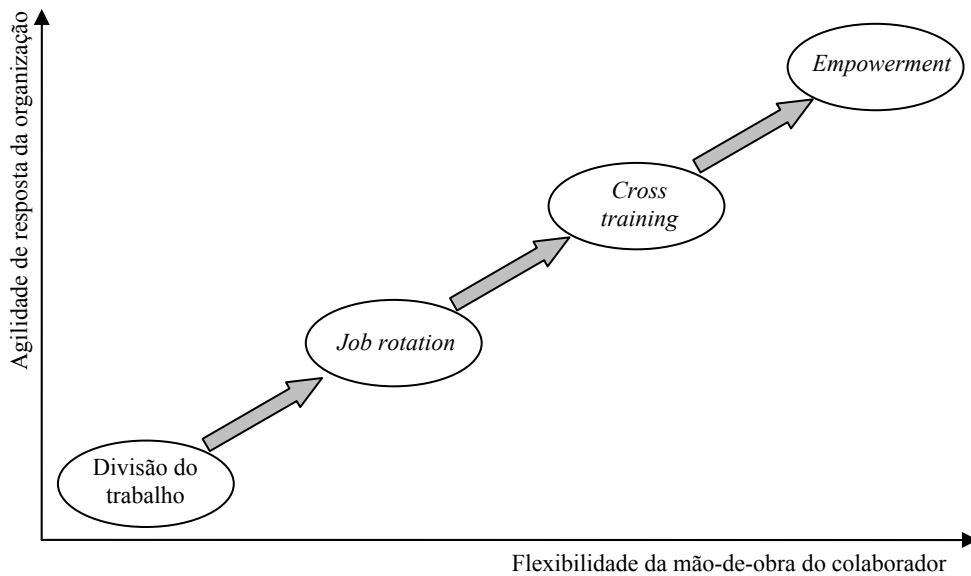 Agilidade de resposta da organização
Empowerment
Cross
training
Job rotation
Divisão do
trabalho
Flexibilidade da mão-de-obra do colaborador